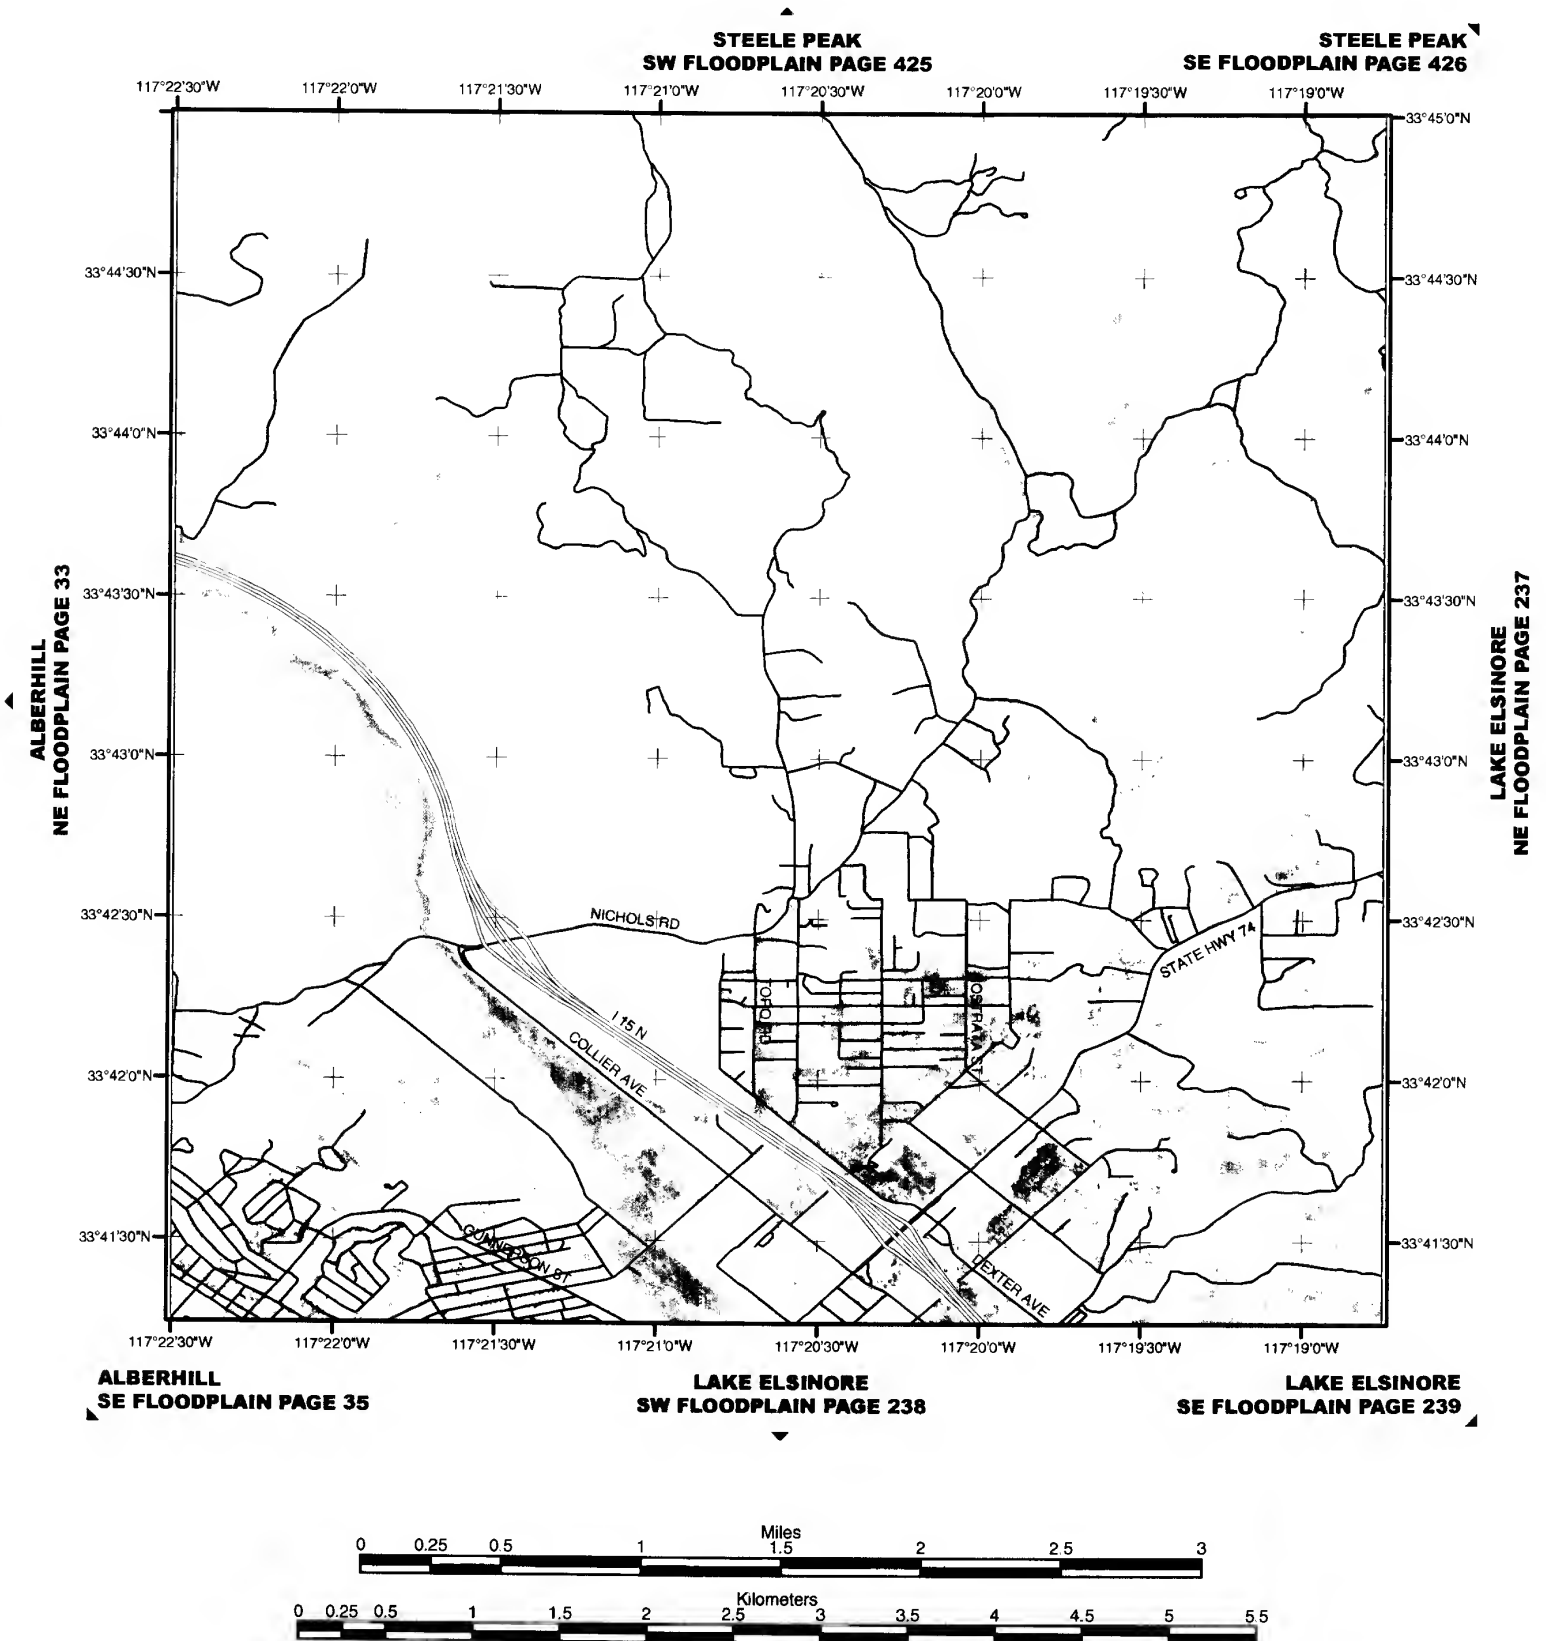 STEELE PEAK
SW FLOODPLAIN PAGE 425
STEELE PEAK
SE FLOODPLAIN PAGE 426
117°22'30"W 117°22'0"W 117°21'30"W 117°21'0"W 117°20'30"W 117°20'0"W 117°19'30"W 117°19'0"W
33°45'0"N
33°44'30"N 33°44'30"N
33°44'0"N 33°44'0"N
33°43'30"N 33°43'30"N
33°43'0"N 33°43'0"N
33°42'30"N 33°42'30"N
33°42'0"N 33°42'0"N
33°41'30"N 33°41'30"N
ALBERHILL
NE FLOODPLAIN PAGE 33
LAKE ELSINORE
NE FLOODPLAIN PAGE 237
NICHOLS RD
STATE HWY 74
I 15 N
COLLIER AVE
GUNNERSON ST
DEXTER AVE
117°22'30"W 117°22'0"W 117°21'30"W 117°21'0"W 117°20'30"W 117°20'0"W 117°19'30"W 117°19'0"W
ALBERHILL
SE FLOODPLAIN PAGE 35
LAKE ELSINORE
SW FLOODPLAIN PAGE 238
LAKE ELSINORE
SE FLOODPLAIN PAGE 239
Miles
0 0.25 0.5 1 1.5 2 2.5 3
Kilometers
0 0.25 0.5 1 1.5 2 2.5 3 3.5 4 4.5 5 5.5